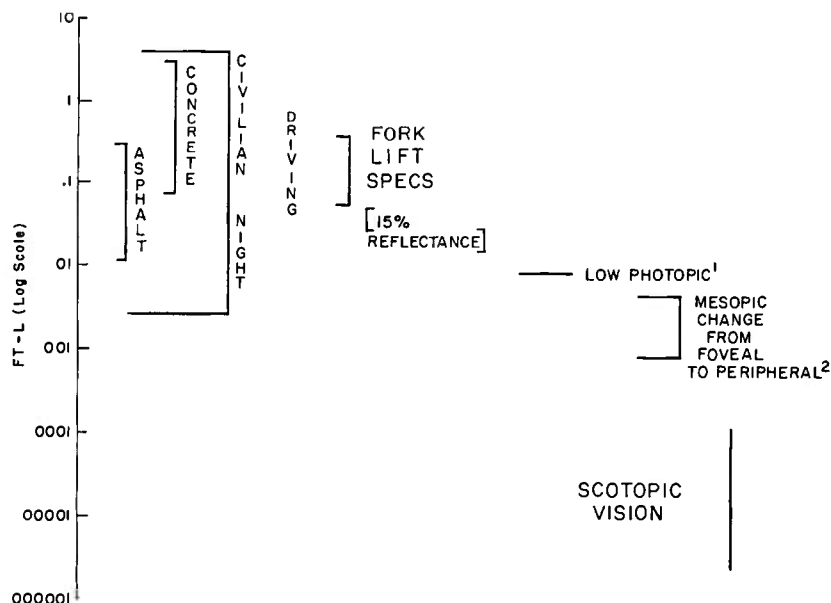 FT-L (Log Scale)
10
1
.1
.01
001
0001
00001
000001
ASPHALT
CONCRETE
CIVILIAN NIGHT
DRIVING
FORK
LIFT
SPECS
[15%
REFLECTANCE]
LOW PHOTOPIC¹
MESOPIC
CHANGE
FROM
FOVEAL
TO PERIPHERAL²
SCOTOPIC
VISION